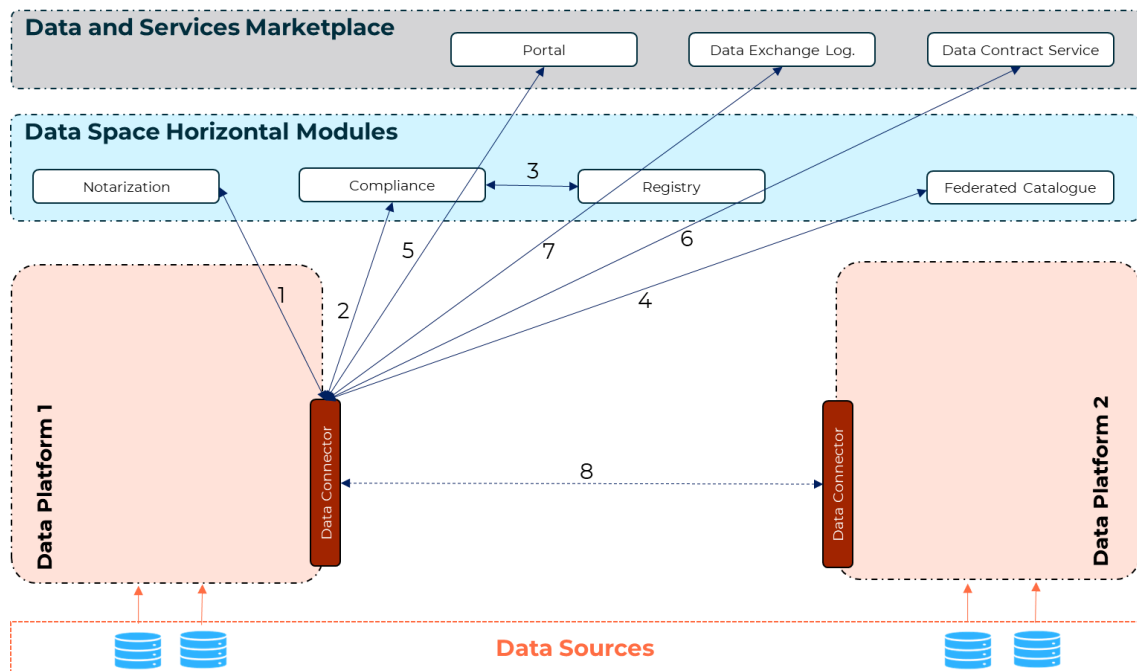 Data and Services Marketplace
Portal
Data Exchange Log.
Data Contract Service
Data Space Horizontal Modules
Notarization
Compliance
3
Registry
Federated Catalogue
5
7
6
1
2
4
Data Platform 1
Data Connector
8
Data Connector
Data Platform 2
Data Sources